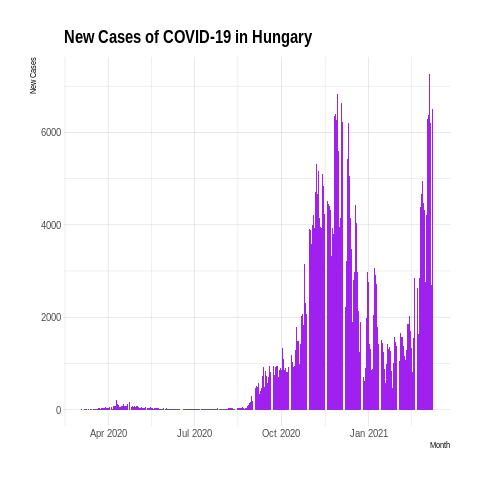 New Cases of COVID-19 in Hungary
New Cases
6000
4000
2000
0
Apr 2020 Jul 2020 Oct 2020 Jan 2021
Month